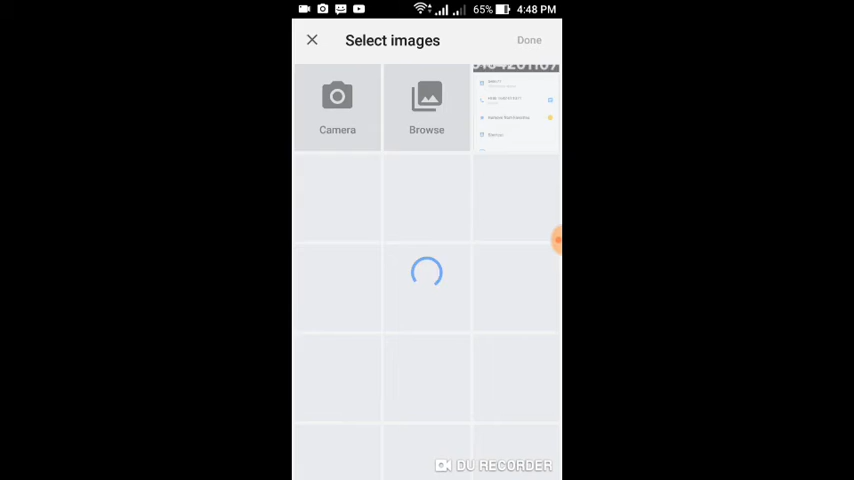 65% 4:48 PM
Select images Done
Camera
Browse
DU RECORDER